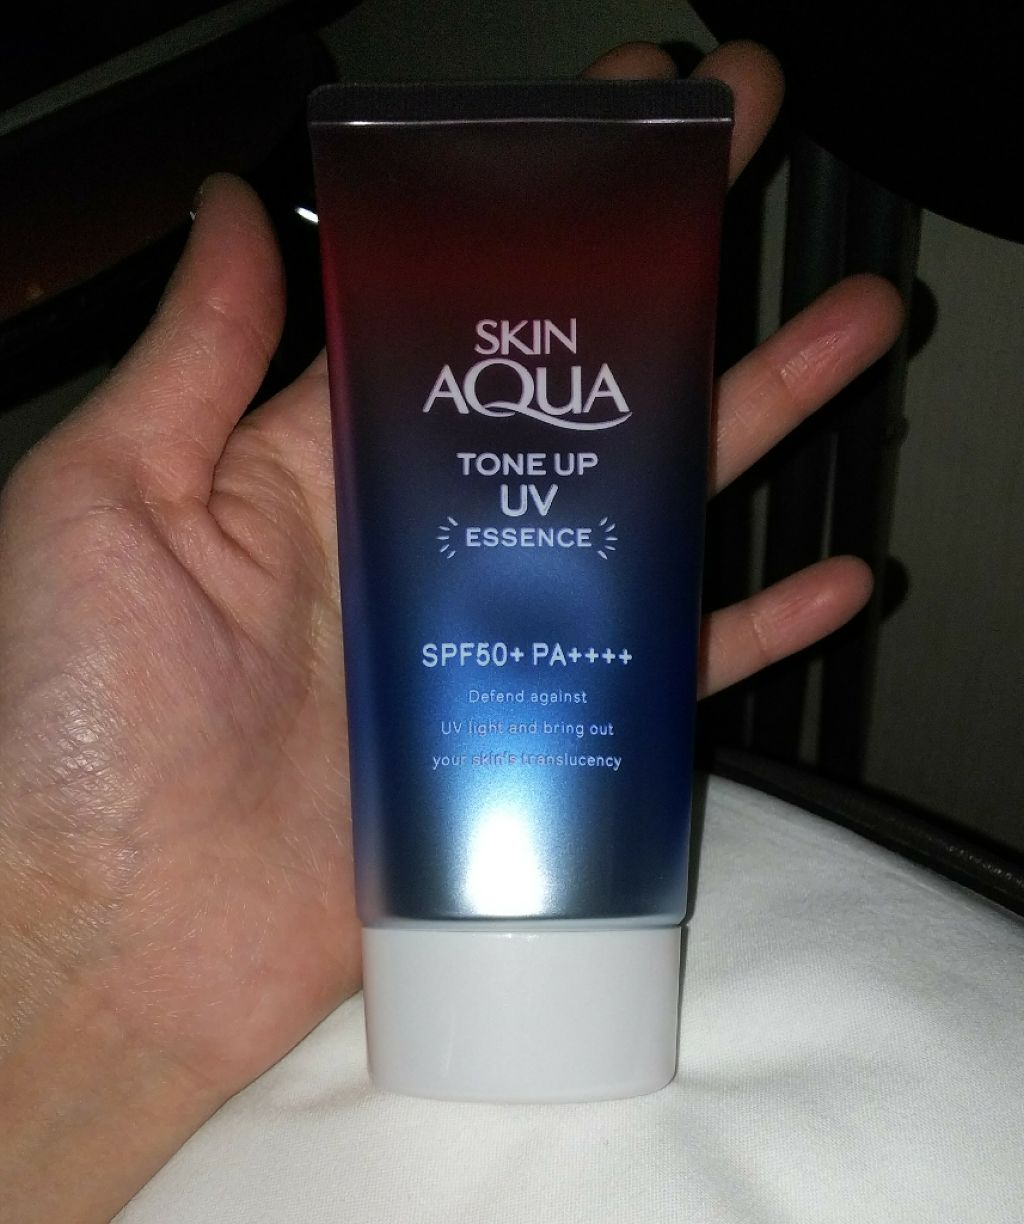 SKIN
AQUA
TONE UP
UV
ESSENCE
SPF50+ PA++++
Defend against
UV light and bring out
your skin's translucency